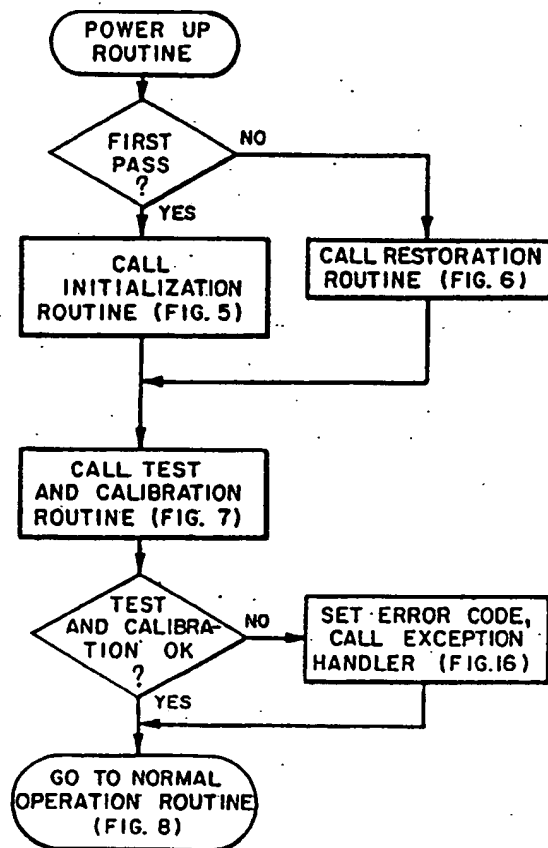 POWER UP
ROUTINE
FIRST
PASS
?
NO
YES
CALL
INITIALIZATION
ROUTINE (FIG. 5)
CALL RESTORATION
ROUTINE (FIG. 6)
CALL TEST
AND CALIBRATION
ROUTINE (FIG. 7)
TEST
AND CALIBRA-
TION OK
?
NO
YES
SET ERROR CODE,
CALL EXCEPTION
HANDLER (FIG.16)
GO TO NORMAL
OPERATION ROUTINE
(FIG. 8)